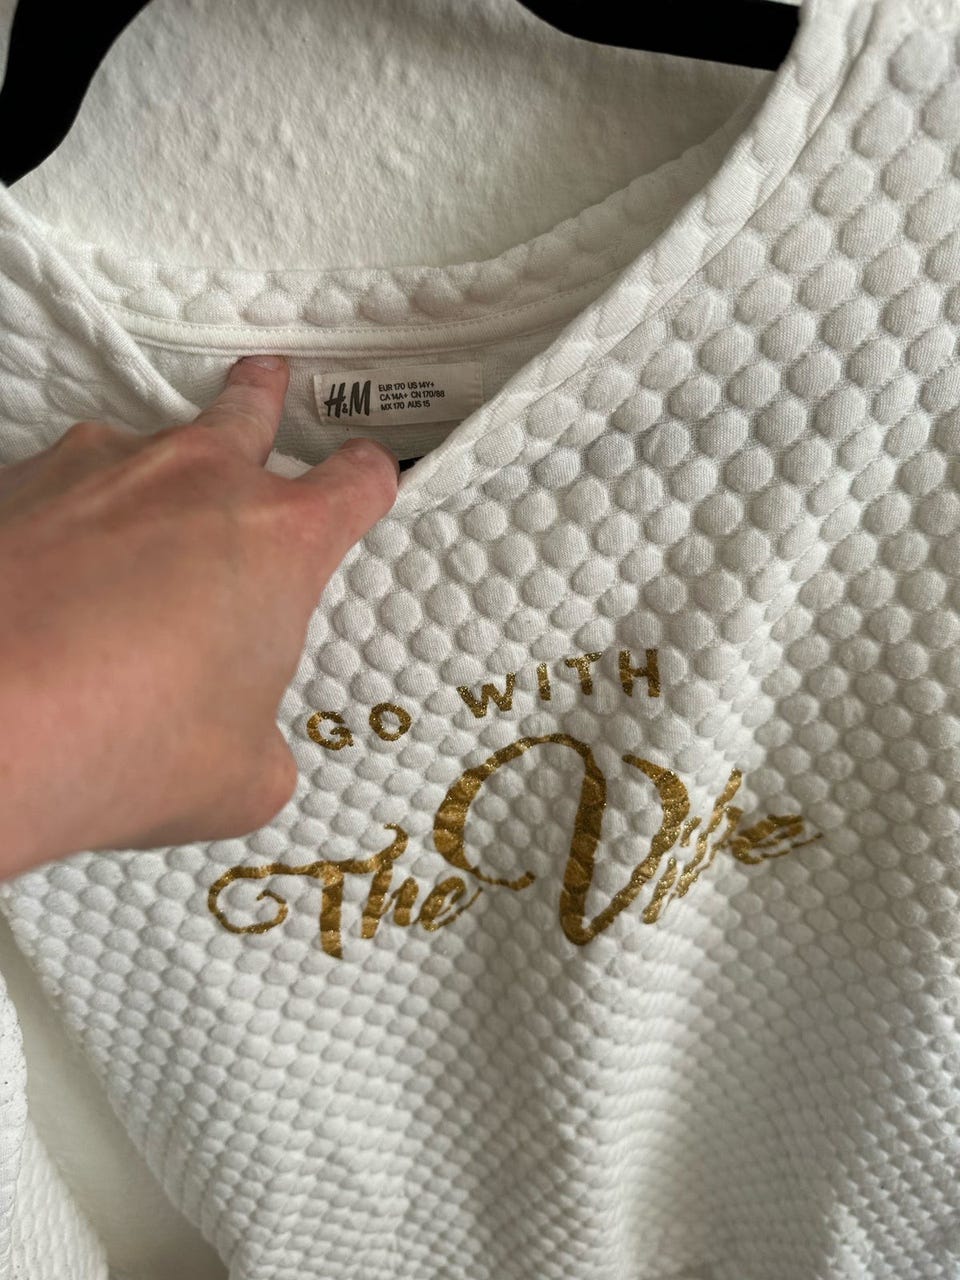 H&M
EUR 170 US 14Y+
CA 14A+ CN 170/88
MX 170 AUS 15
GO WITH
The Vibe